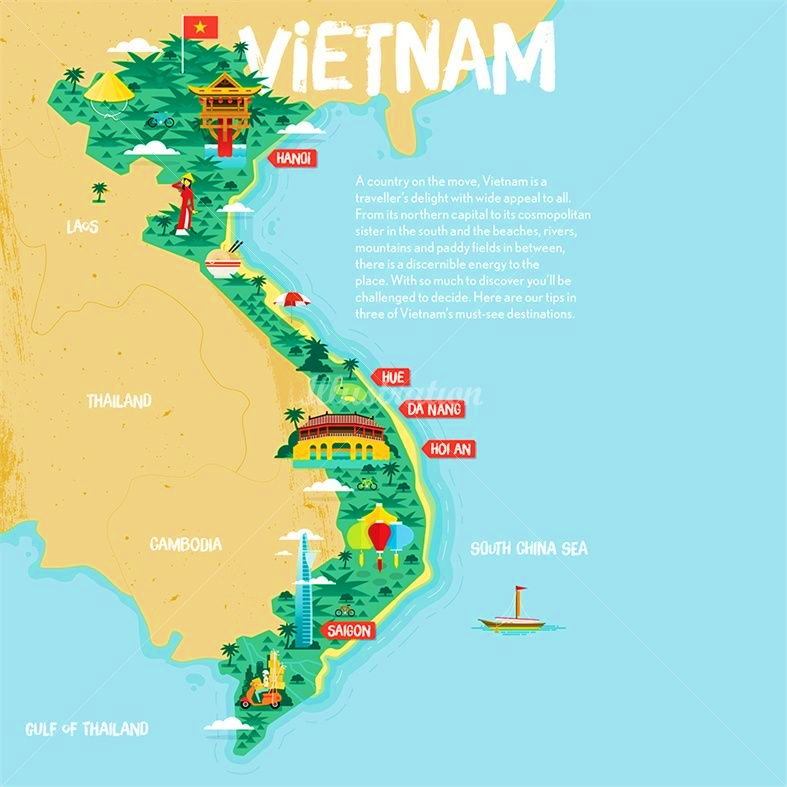 VIETNAM
HANOI
A country on the move, Vietnam is a
traveller's delight with wide appeal to all.
From its northern capital to its cosmopolitan
sister in the south and the beaches, rivers,
mountains and paddy fields in between,
there is a discernible energy to the
place. With so much to discover you'll be
challenged to decide. Here are our tips in
three of Vietnam's must-see destinations.
LAOS
HUE
THAILAND
illustration
DA NANG
HOI AN
CAMBODIA
SOUTH CHINA SEA
SAIGON
GULF OF THAILAND